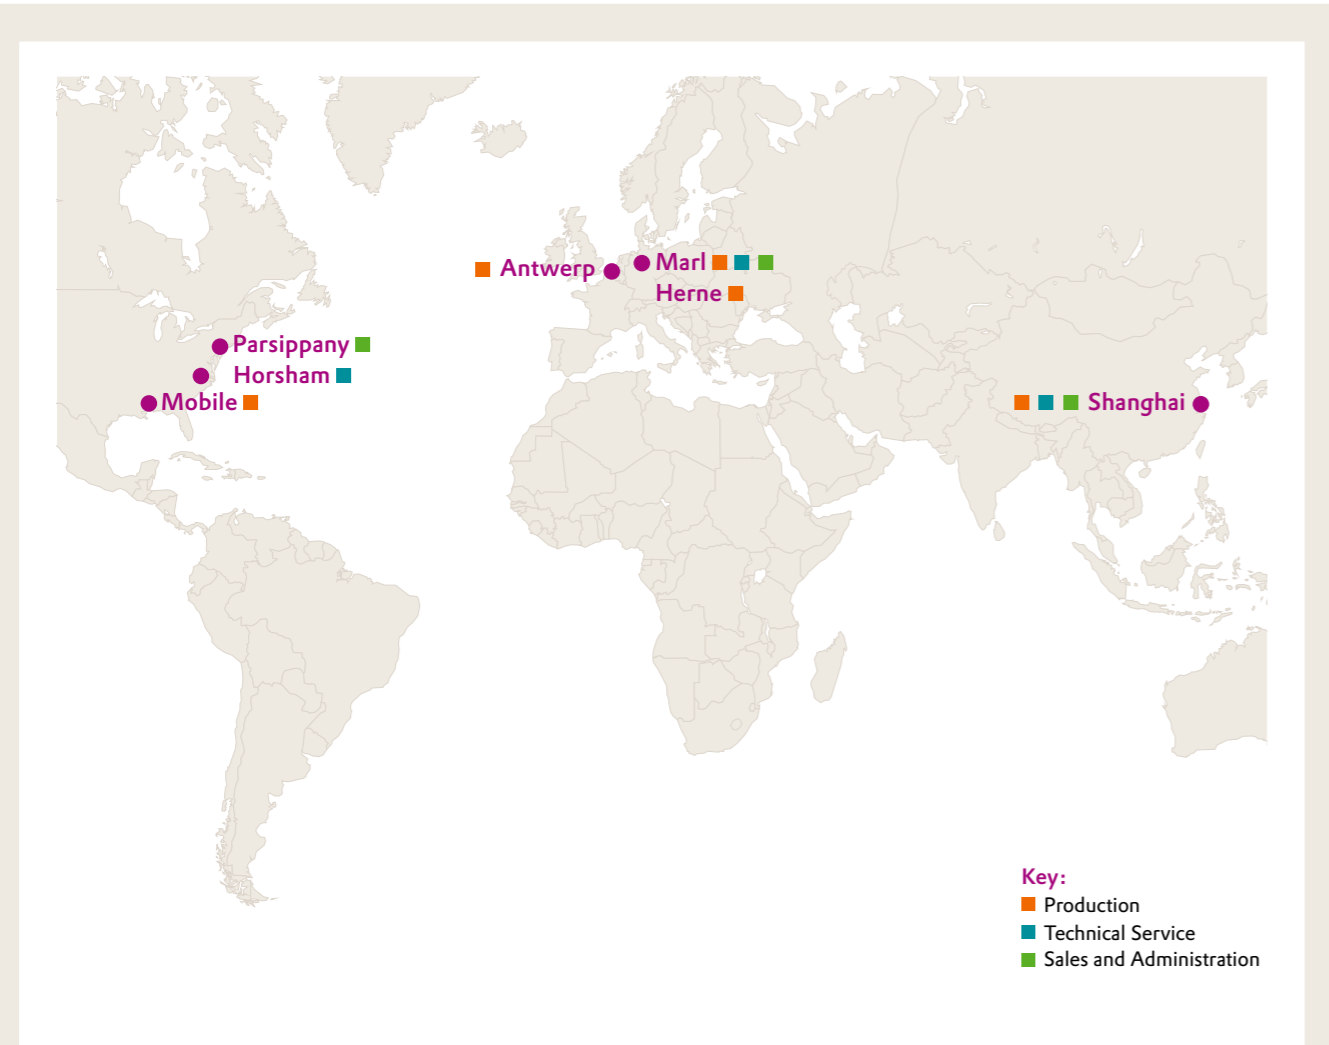 Antwerp
Marl
Herne
Parsippany
Horsham
Mobile
Shanghai
Key:
Production
Technical Service
Sales and Administration